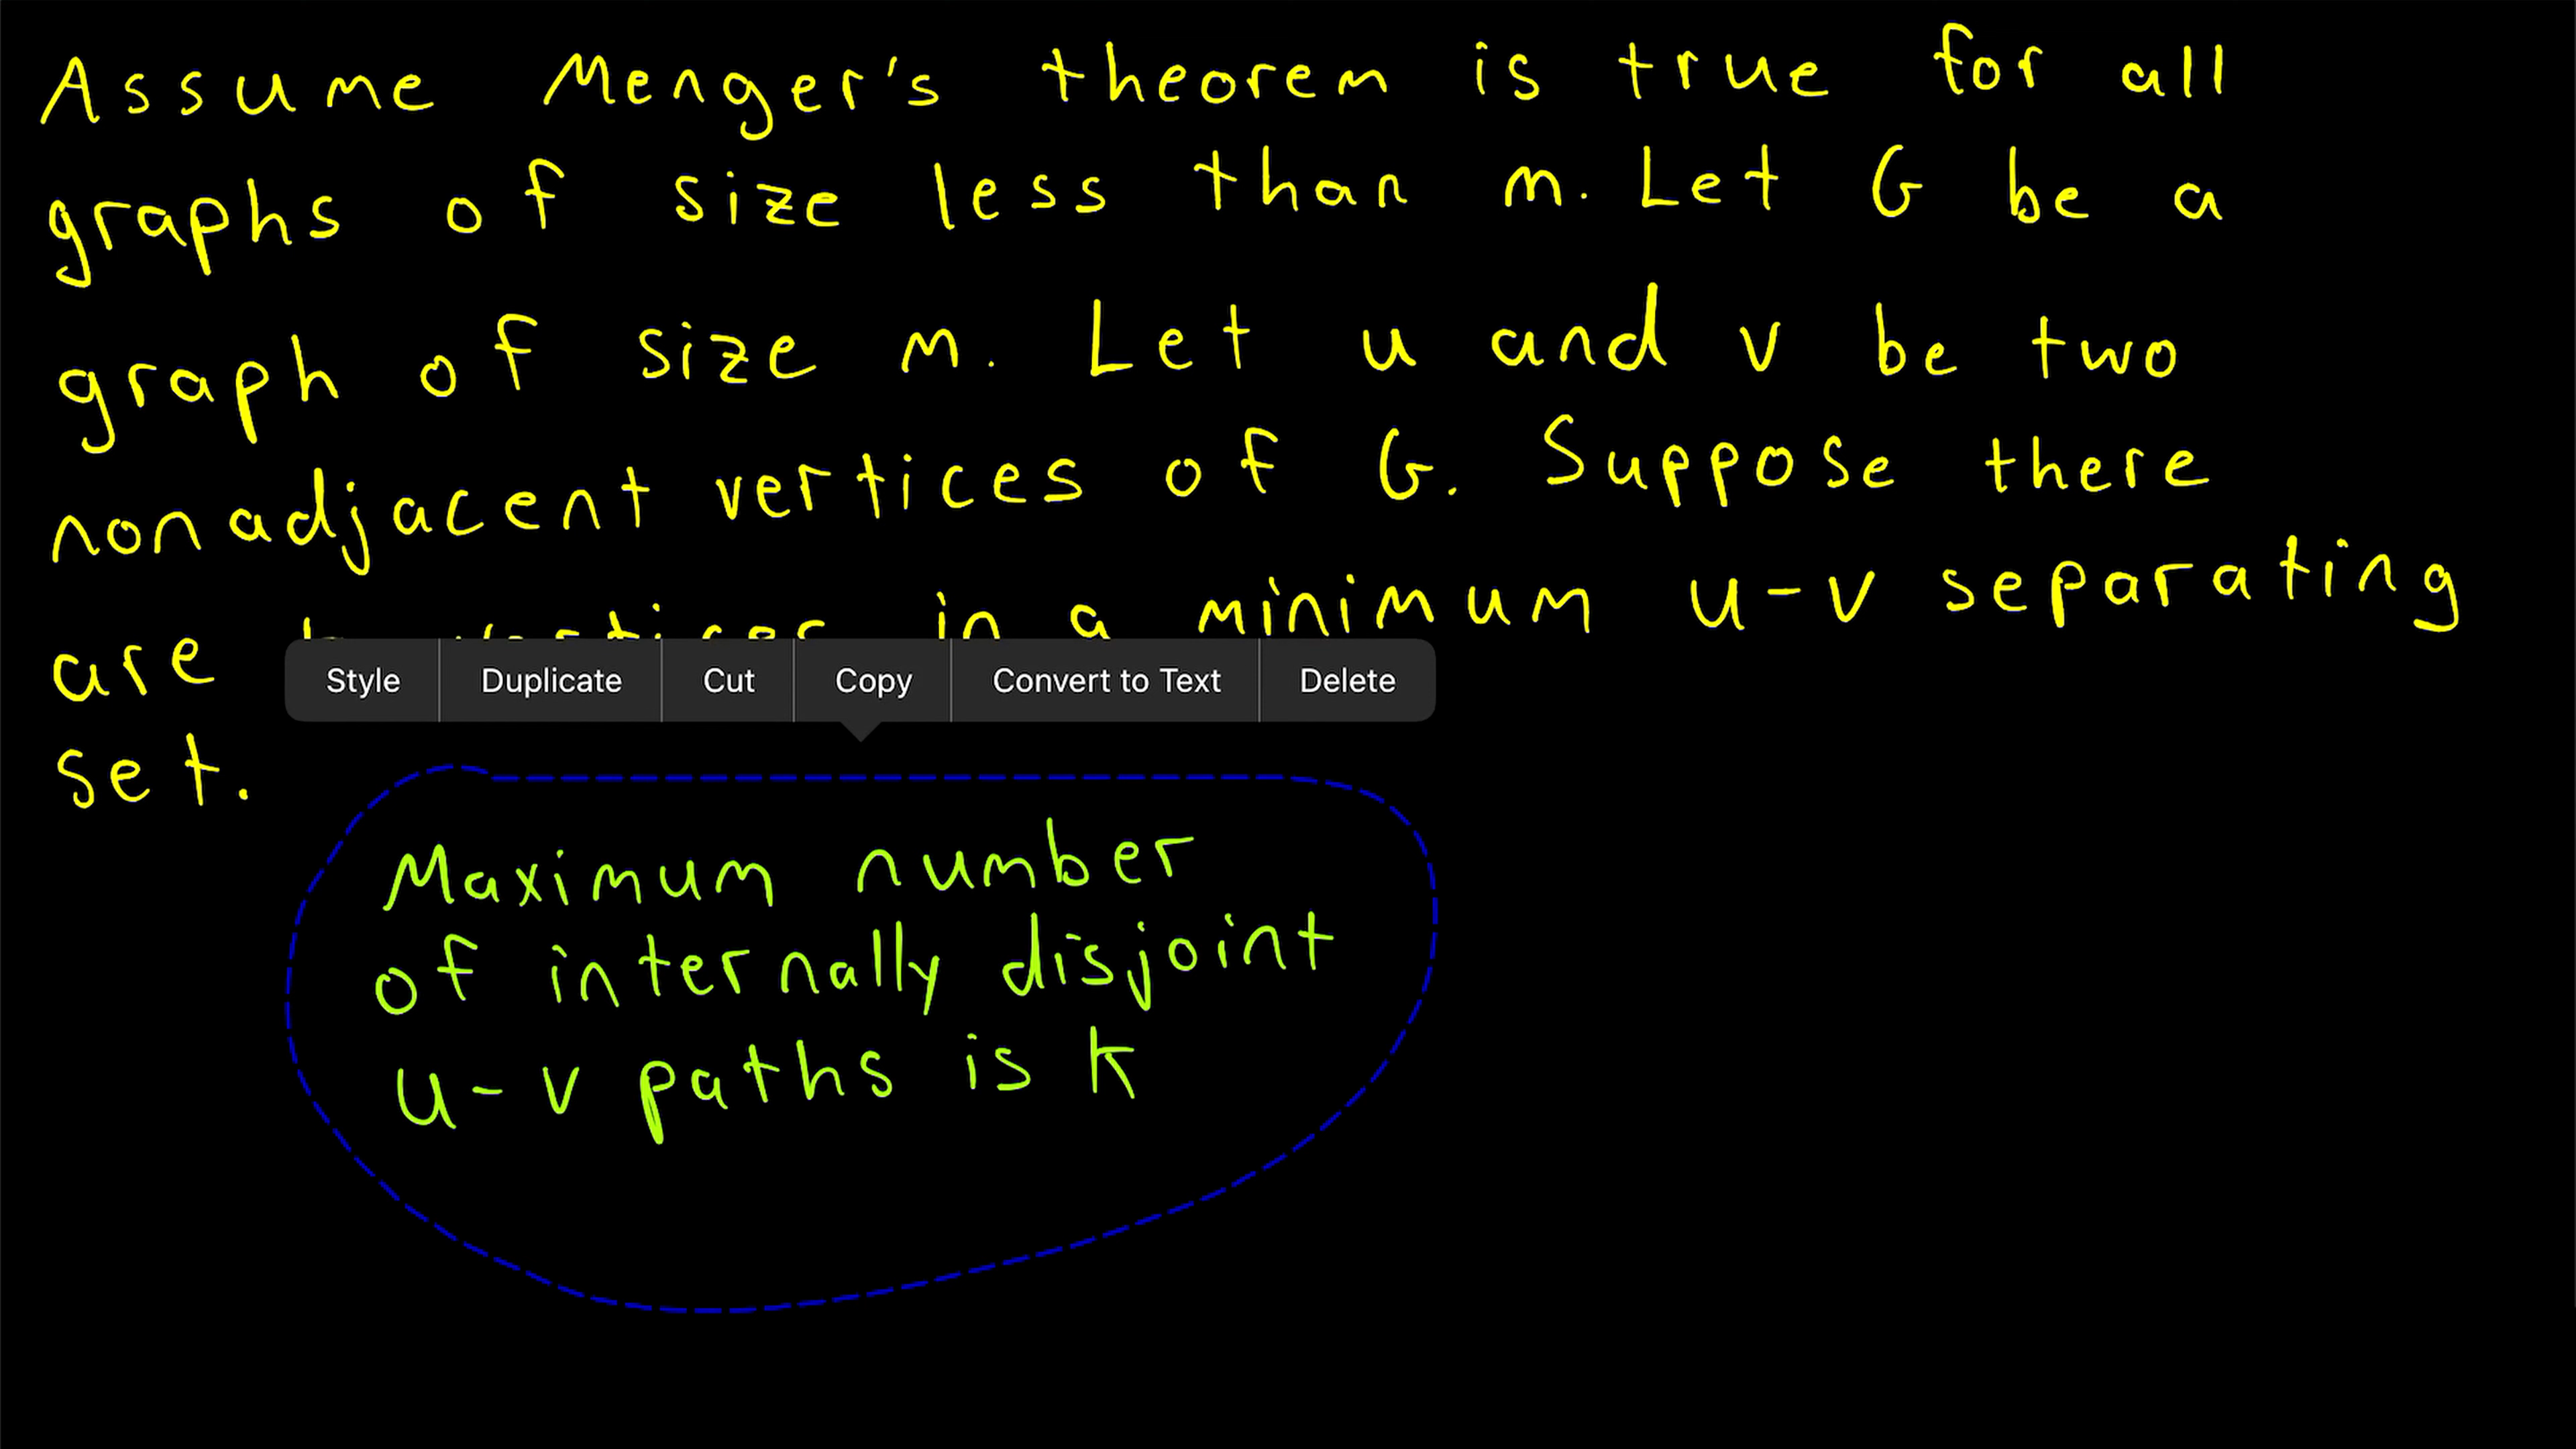 Assume Menger's theorem is true for all
graphs of size less than m. Let G be a
graph of size m. Let u and v be two
nonadjacent vertices of G. Suppose there
are vertices in a minimum u-v separating
Style Duplicate Cut Copy Convert to Text Delete
set.
Maximum number
of internally disjoint
u-v paths is k